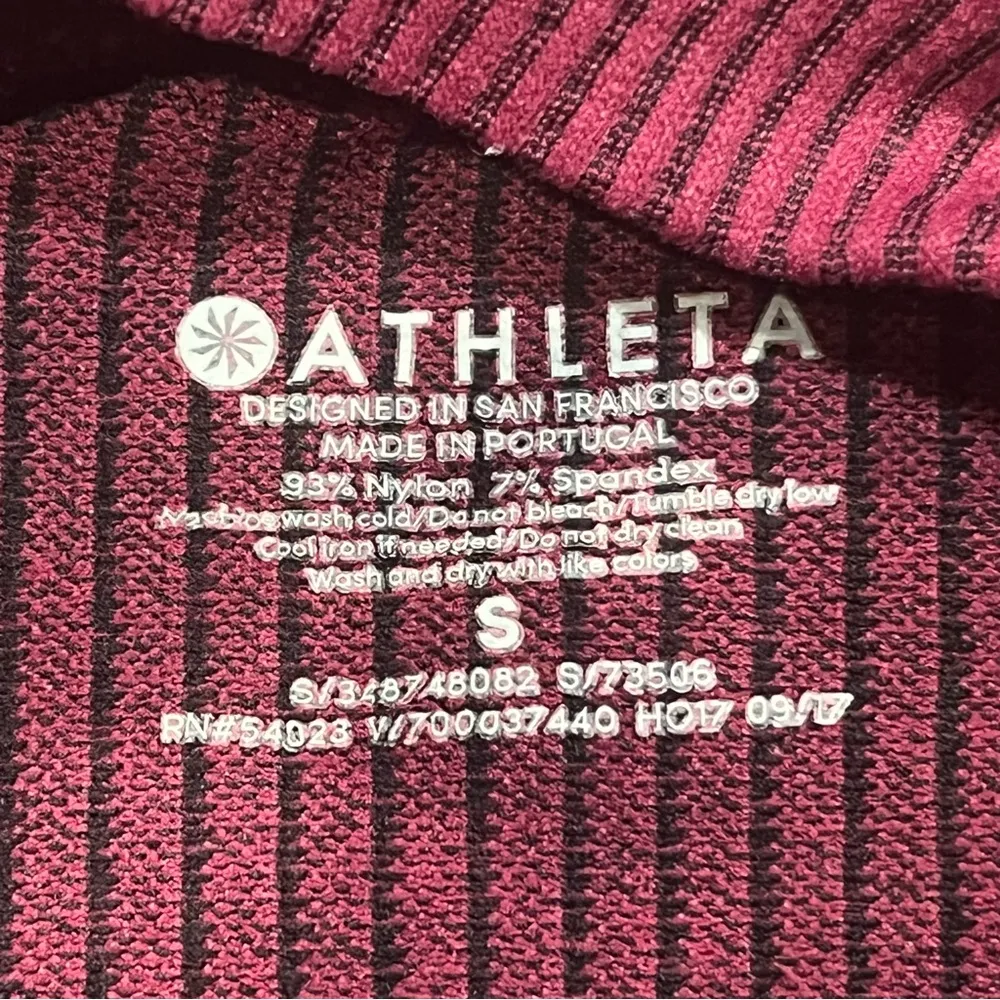 ATHLETA
DESIGNED IN SAN FRANCISCO
MADE IN PORTUGAL
93% Nylon 7% Spandex
Machine wash cold/Do not bleach/Tumble dry low
Cool iron if needed/Do not dry clean
Wash and dry with like colors
S
S/348748082 S/73506
RN#54023 V/700037440 HO17 09/17